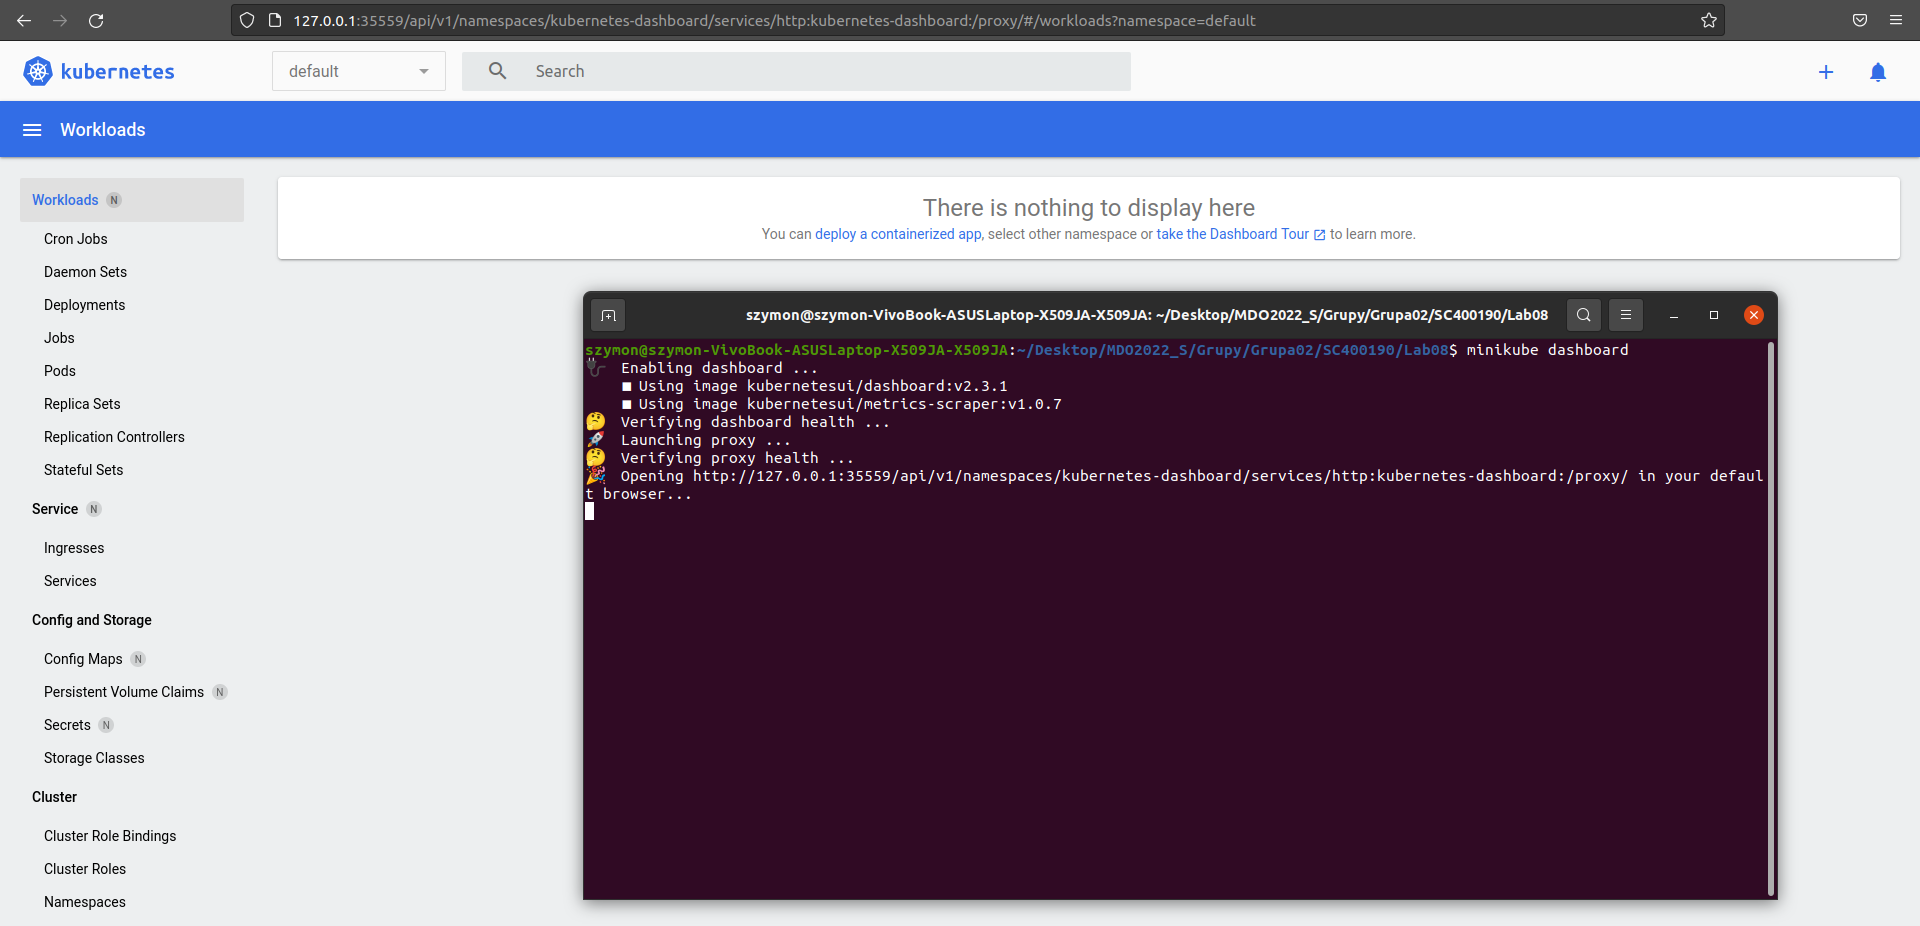 127.0.0.1:35559/api/v1/namespaces/kubernetes-dashboard/services/http:kubernetes-dashboard:/proxy/#/workloads?namespace=default
kubernetes
default
Search
Workloads
Workloads N
Cron Jobs
Daemon Sets
Deployments
Jobs
Pods
Replica Sets
Replication Controllers
Stateful Sets
Service N
Ingresses
Services
Config and Storage
Config Maps N
Persistent Volume Claims N
Secrets N
Storage Classes
Cluster
Cluster Role Bindings
Cluster Roles
Namespaces
There is nothing to display here
You can deploy a containerized app, select other namespace or take the Dashboard Tour to learn more.
szymon@szymon-VivoBook-ASUSLaptop-X509JA-X509JA: ~/Desktop/MDO2022_S/Grupy/Grupa02/SC400190/Lab08
szymon@szymon-VivoBook-ASUSLaptop-X509JA-X509JA:~/Desktop/MDO2022_S/Grupy/Grupa02/SC400190/Lab08$ minikube dashboard
Enabling dashboard ...
■ Using image kubernetesui/dashboard:v2.3.1
■ Using image kubernetesui/metrics-scraper:v1.0.7
🤔 Verifying dashboard health ...
🚀 Launching proxy ...
🤔 Verifying proxy health ...
🎉 Opening http://127.0.0.1:35559/api/v1/namespaces/kubernetes-dashboard/services/http:kubernetes-dashboard:/proxy/ in your defaul
t browser...